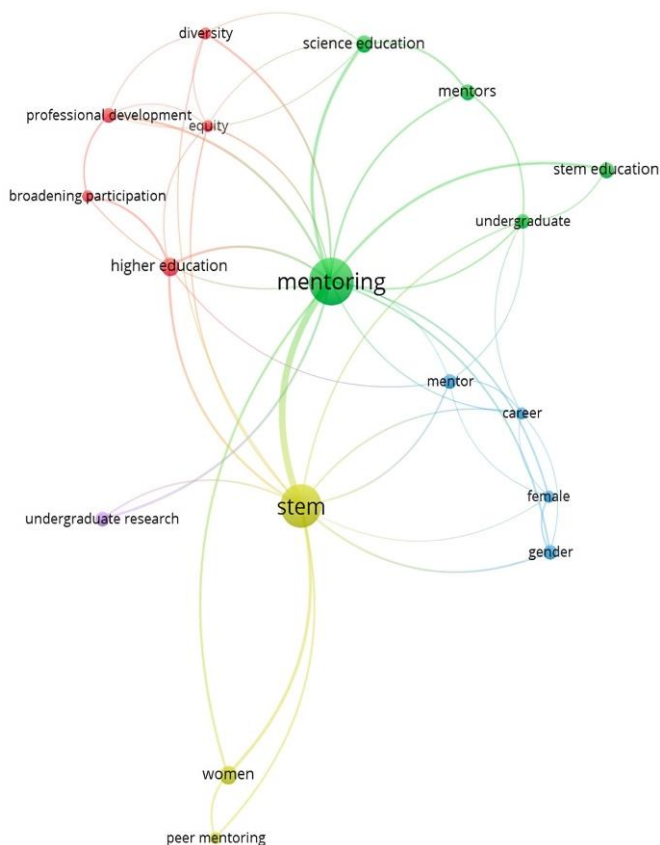 diversity
science education
mentors
professional development
equity
stem education
broadening participation
undergraduate
higher education
mentoring
mentor
career
female
stem
undergraduate research
gender
women
peer mentoring